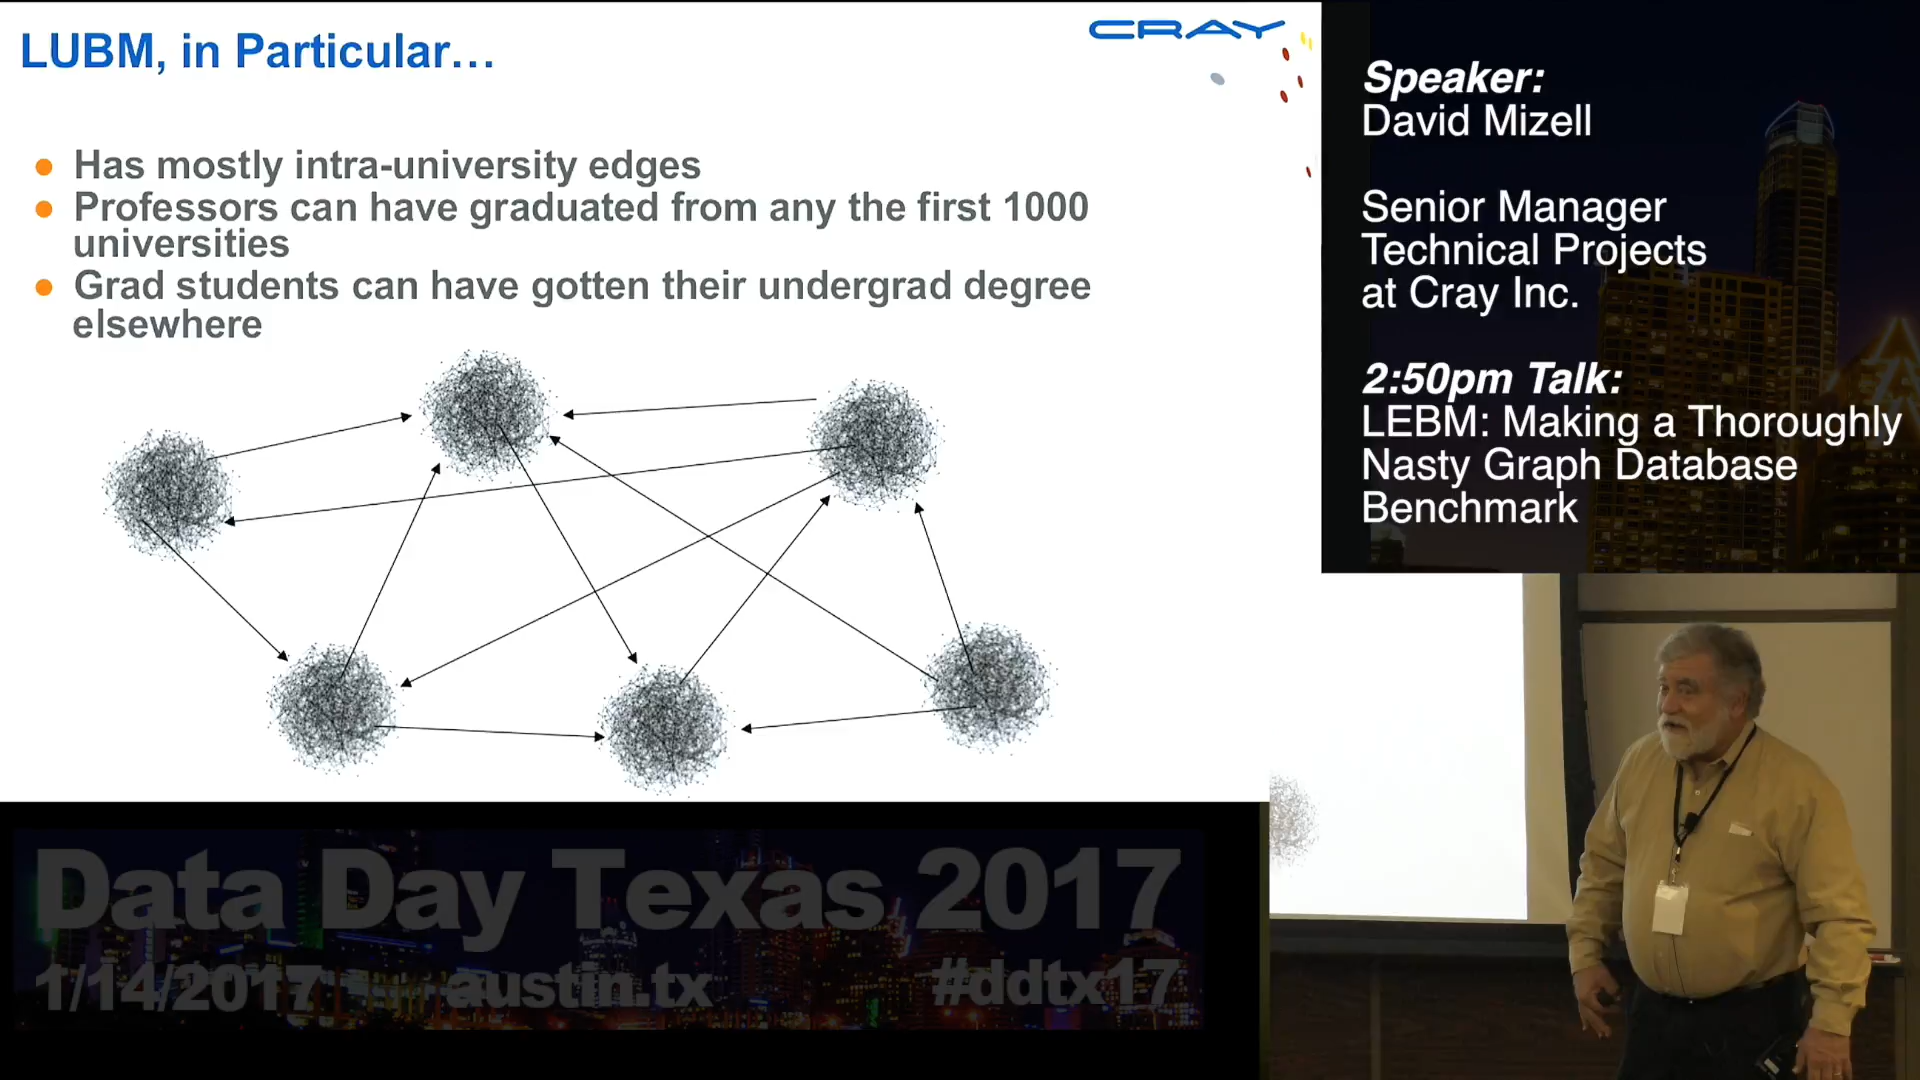 LUBM, in Particular…
CRAY
Has mostly intra-university edges
Professors can have graduated from any the first 1000
universities
Grad students can have gotten their undergrad degree
elsewhere
Speaker:
David Mizell
Senior Manager
Technical Projects
at Cray Inc.
2:50pm Talk:
LEBM: Making a Thoroughly
Nasty Graph Database
Benchmark
Data Day Texas 2017
1/14/2017 austin.tx #ddtx17